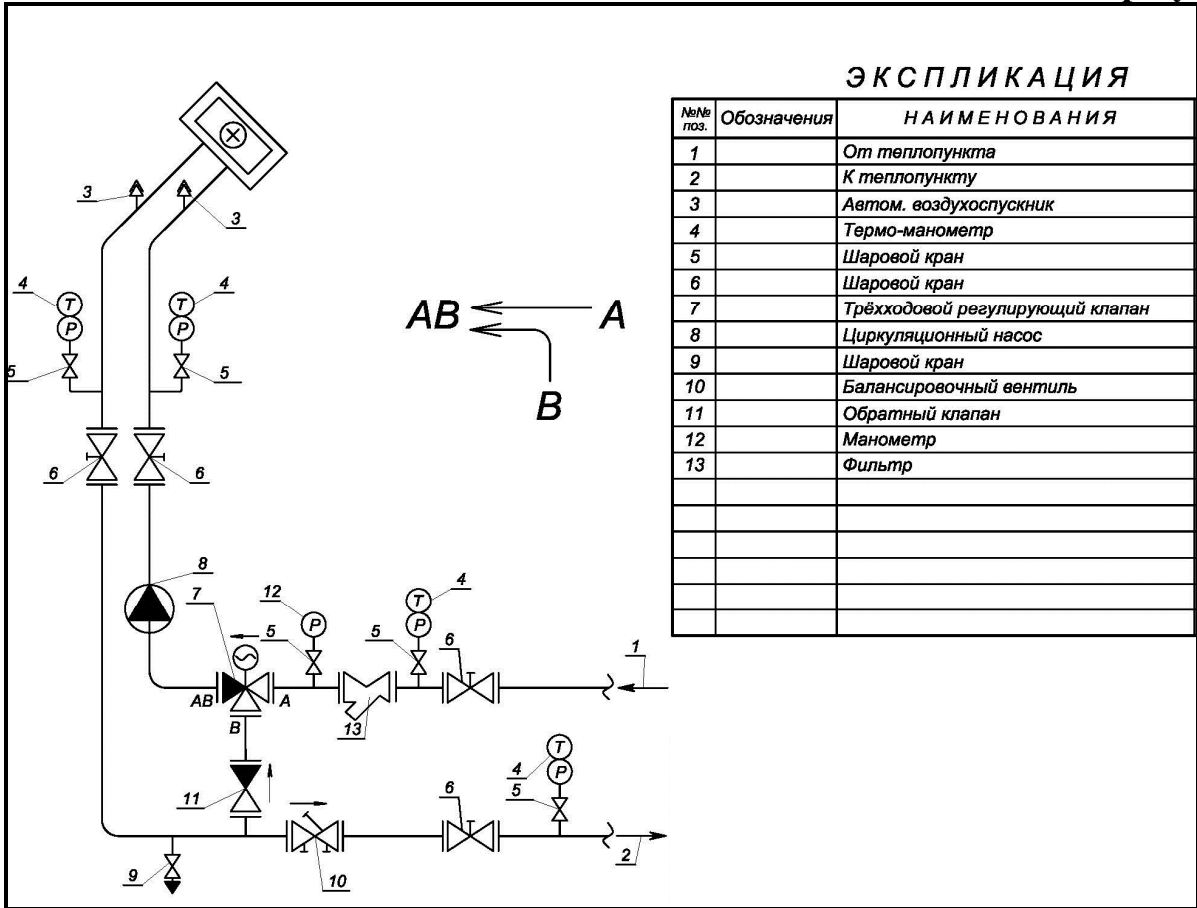 ЭКСПЛИКАЦИЯ
№№ поз. Обозначения НАИМЕНОВАНИЯ
1 От теплопункта
2 К теплопункту
3 Автом. воздухоспускник
4 Термо-манометр
5 Шаровой кран
6 Шаровой кран
7 Трёхходовой регулирующий клапан
8 Циркуляционный насос
9 Шаровой кран
10 Балансировочный вентиль
11 Обратный клапан
12 Манометр
13 Фильтр
3
3
4 T T 4
P P
5 5
AB A
B
6 6
8
7 12 T 4
P P
5 5 6 1
AB A
B 13
T
4 P
11 6 5
2
9 10